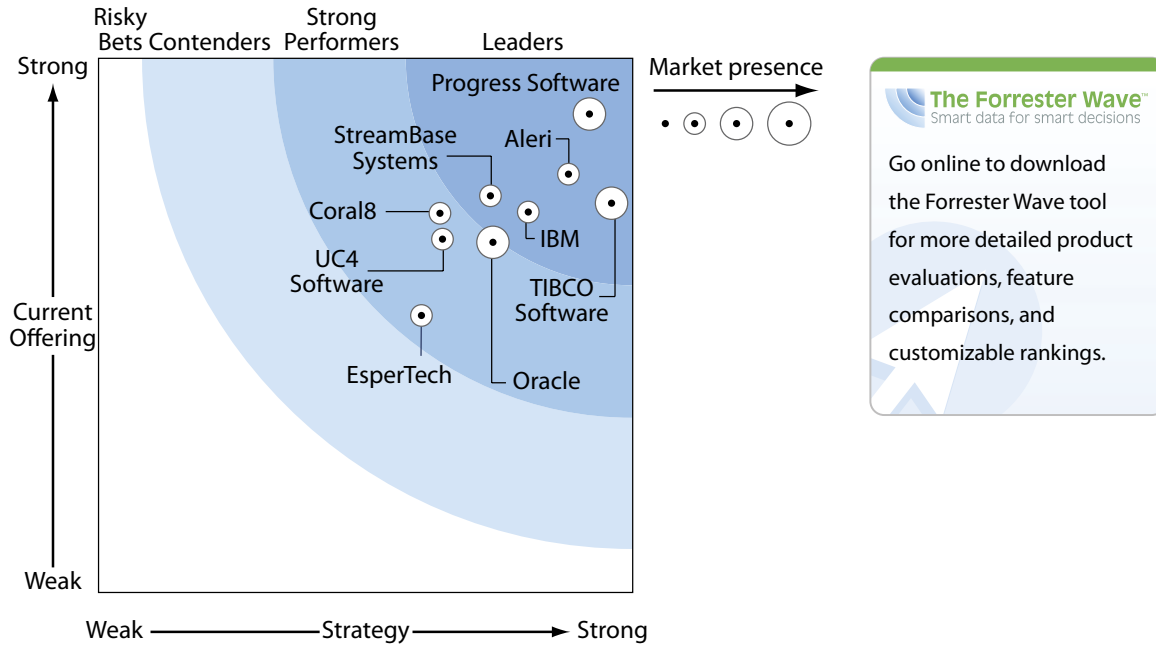 Risky
Bets
Contenders
Strong
Performers
Leaders
Strong
Current
Offering
Weak
Progress Software
StreamBase
Systems
Aleri
Coral8
IBM
UC4
Software
TIBCO
Software
EsperTech
Oracle
Weak
Strategy
Strong
Market presence
The Forrester Wave™
Smart data for smart decisions
Go online to download
the Forrester Wave tool
for more detailed product
evaluations, feature
comparisons, and
customizable rankings.